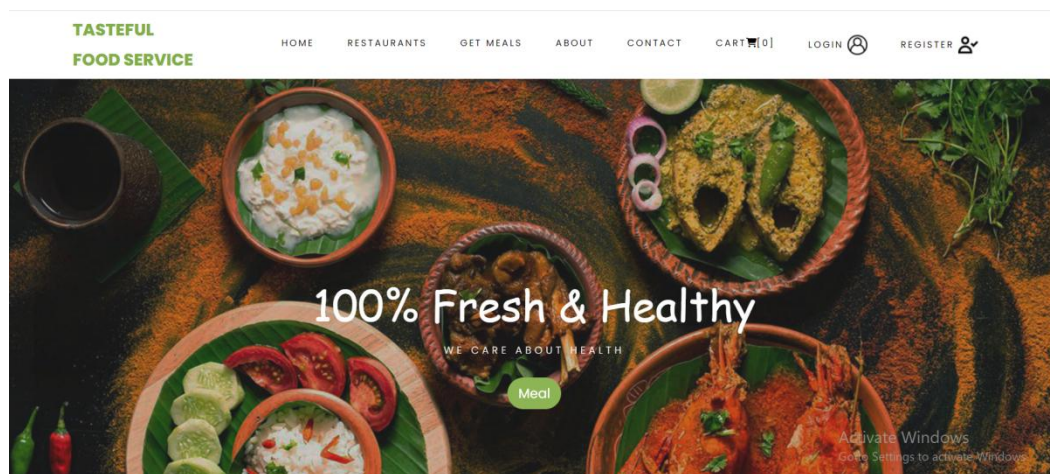 TASTEFUL
FOOD SERVICE
HOME RESTAURANTS GET MEALS ABOUT CONTACT CART[0] LOGIN REGISTER
100% Fresh & Healthy
WE CARE ABOUT HEALTH
Meal
Activate Windows
Go to Settings to activate Windows.